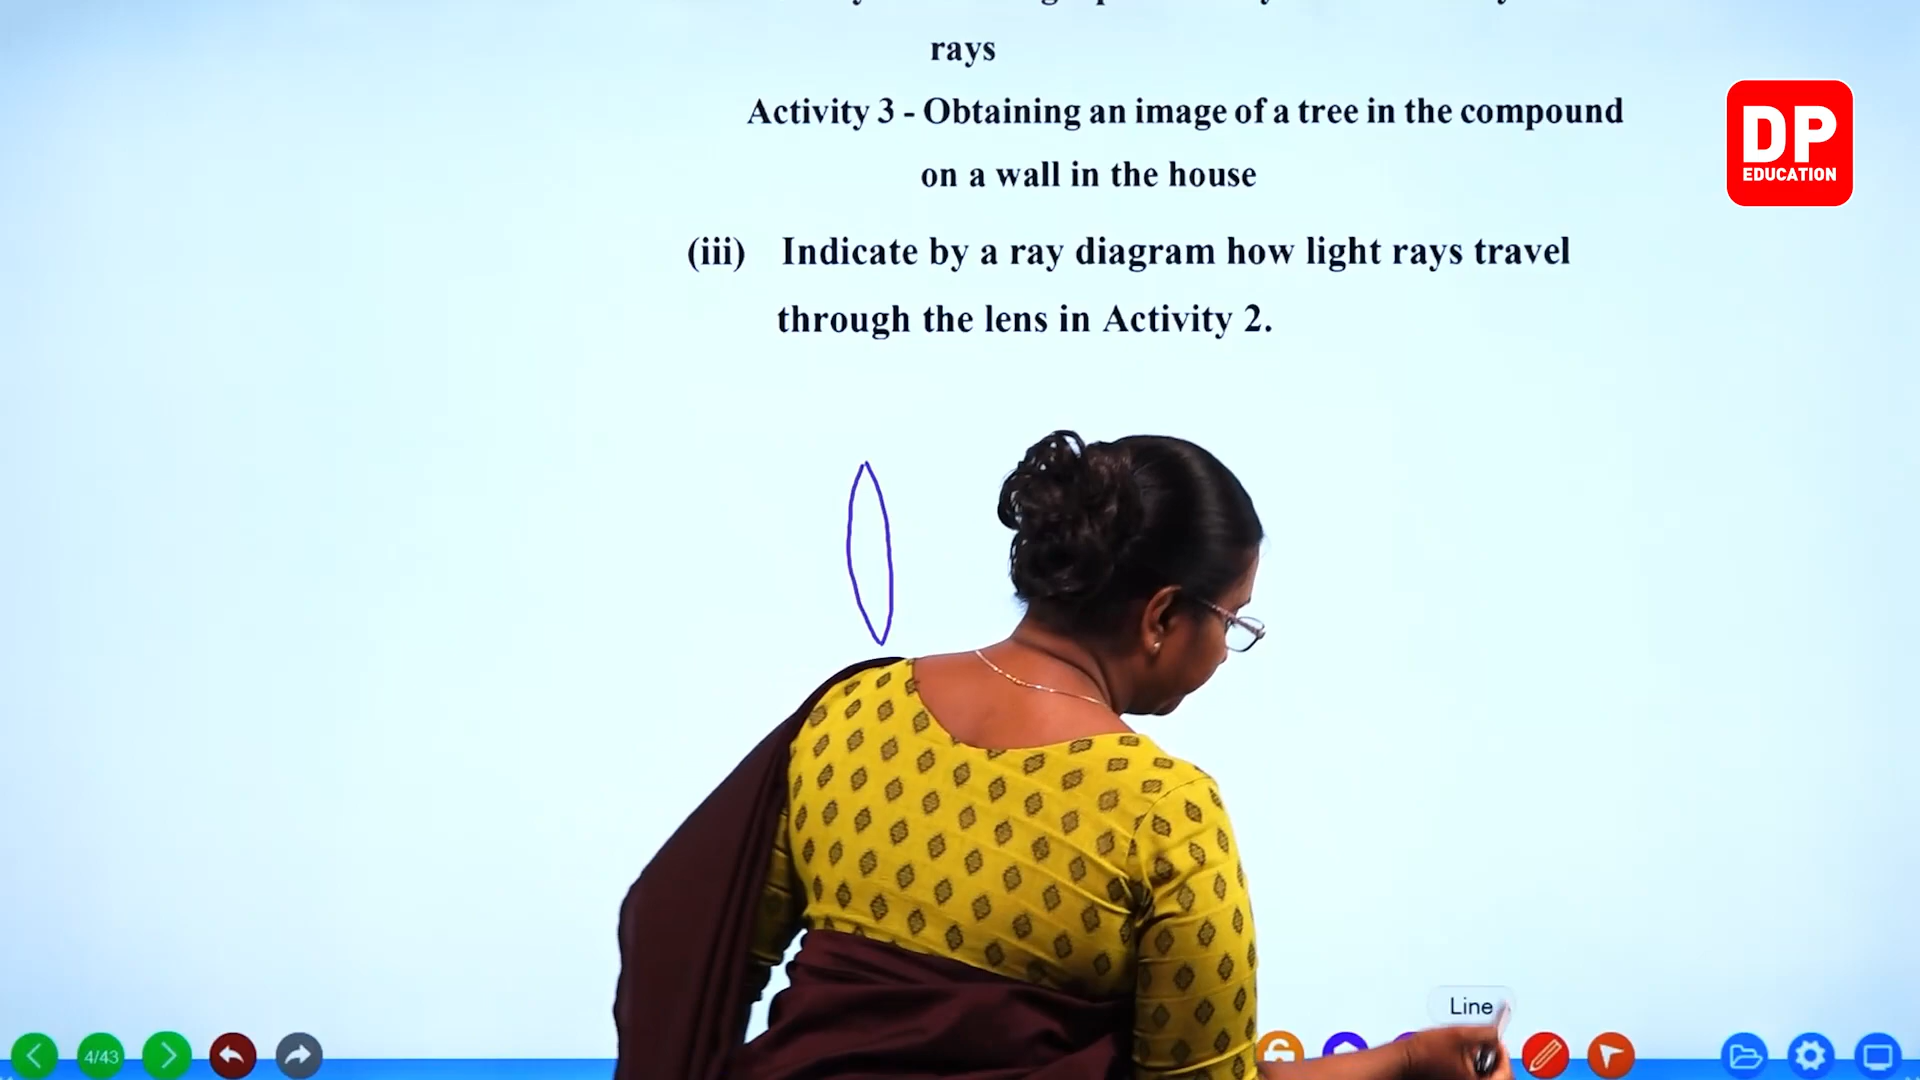 rays
Activity 3 - Obtaining an image of a tree in the compound
on a wall in the house
(iii) Indicate by a ray diagram how light rays travel
through the lens in Activity 2.
DP
EDUCATION
Line
4/43